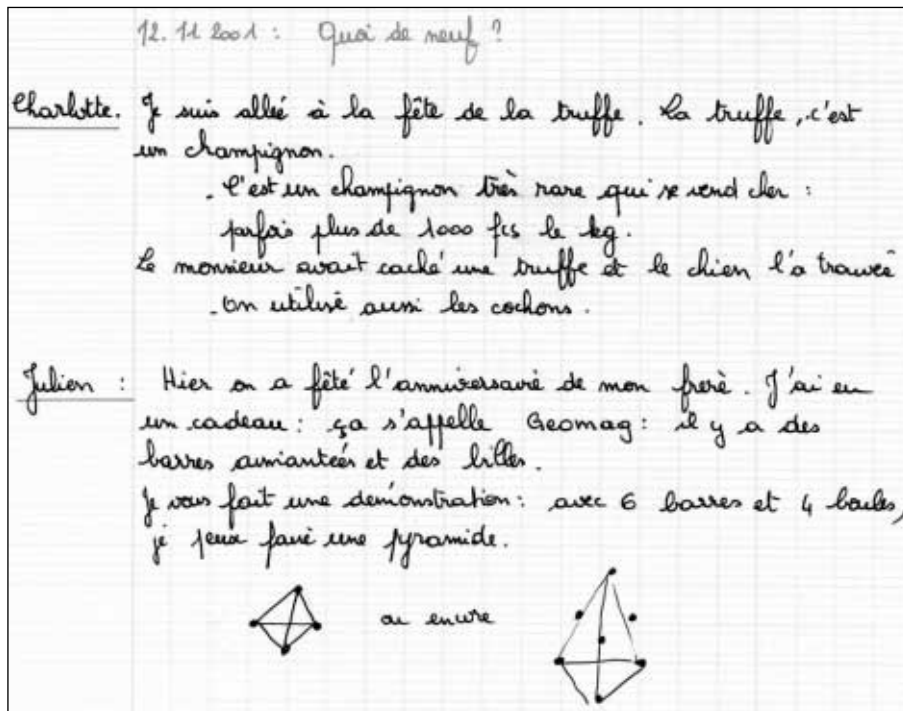 12.11 2001 : Quoi de neuf ?
Charlotte. Je suis allée à la fête de la truffe. La truffe, c'est
un champignon.
. C'est un champignon très rare qui se vend cher :
parfois plus de 1000 fcs le kg.
Le monsieur avait caché une truffe et le chien l'a trouvée
. On utilise aussi les cochons.
Julien : Hier on a fêté l'anniversaire de mon frère. J'ai eu
un cadeau : ça s'appelle Geomag : il y a des
barres aimantées et des billes.
Je vous fait une démonstration : avec 6 barres et 4 boules,
je peux faire une pyramide.
ou encore